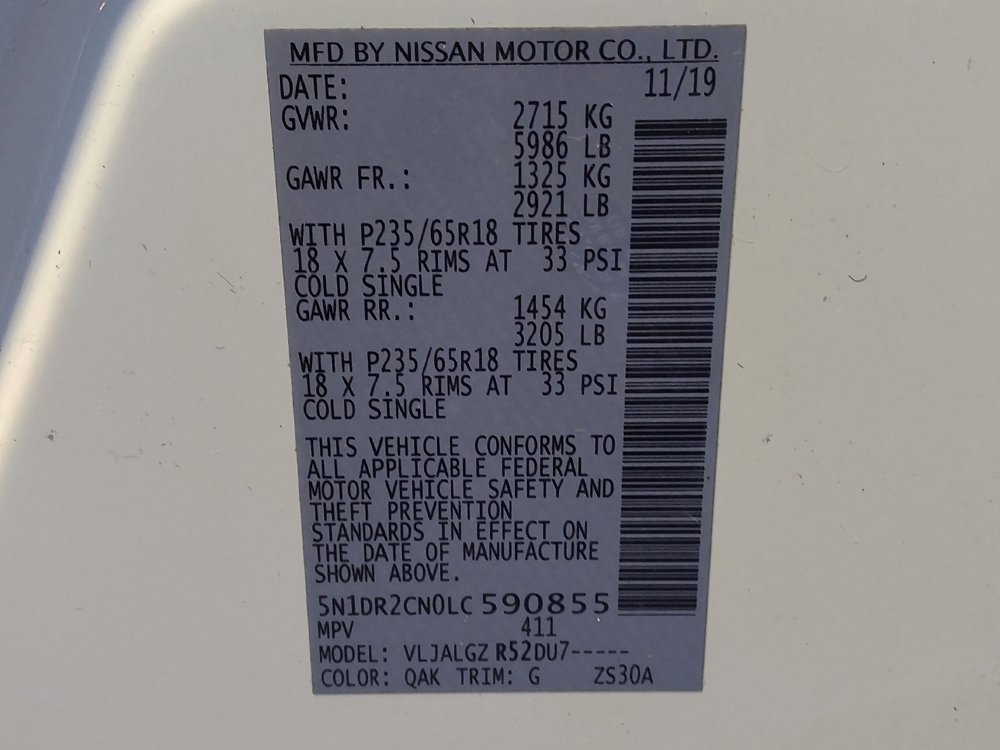 MFD BY NISSAN MOTOR CO., LTD.
DATE: 11/19
GVWR: 2715 KG
5986 LB
GAWR FR.: 1325 KG
2921 LB
WITH P235/65R18 TIRES
18 X 7.5 RIMS AT 33 PSI
COLD SINGLE
GAWR RR.: 1454 KG
3205 LB
WITH P235/65R18 TIRES
18 X 7.5 RIMS AT 33 PSI
COLD SINGLE
THIS VEHICLE CONFORMS TO
ALL APPLICABLE FEDERAL
MOTOR VEHICLE SAFETY AND
THEFT PREVENTION
STANDARDS IN EFFECT ON
THE DATE OF MANUFACTURE
SHOWN ABOVE.
5N1DR2CN0LC 590855
MPV 411
MODEL: VLJALGZ R52DU7-----
COLOR: QAK TRIM: G ZS30A